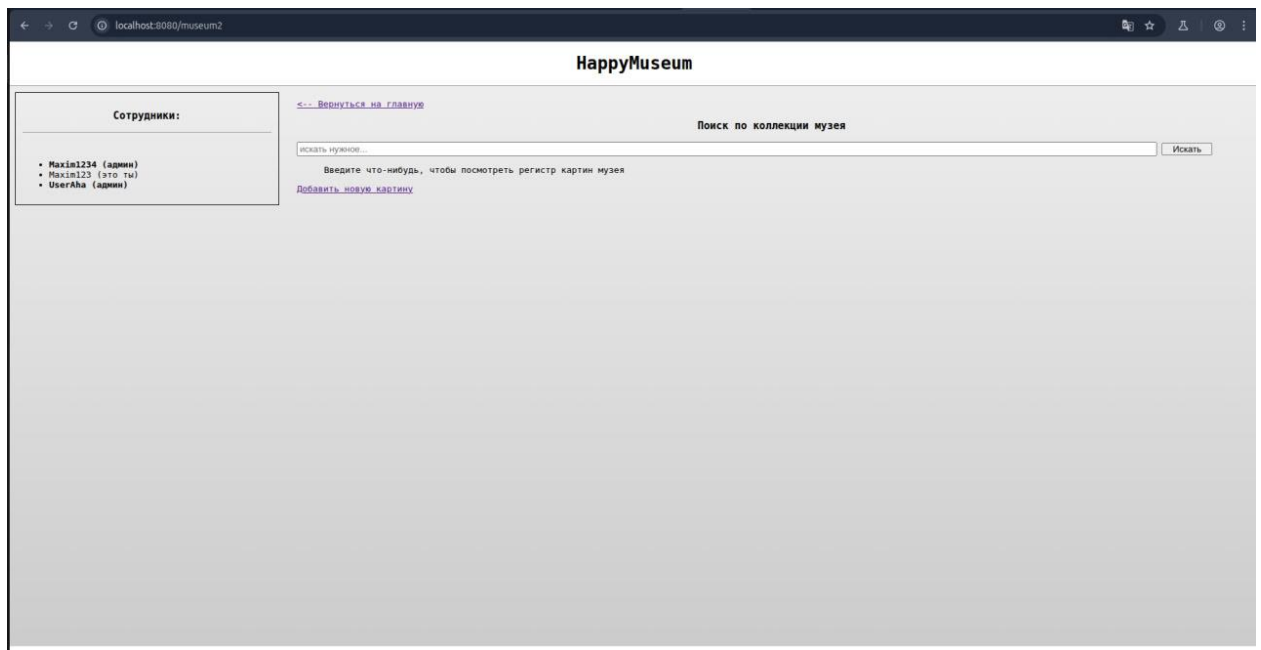 localhost:8080/museum2
HappyMuseum
Сотрудники:
Maxim1234 (админ)
Maxim123 (это ты)
UserAha (админ)
<-- Вернуться на главную
Поиск по коллекции музея
искать нужное...
Искать
Введите что-нибудь, чтобы посмотреть регистр картин музея
Добавить новую картину